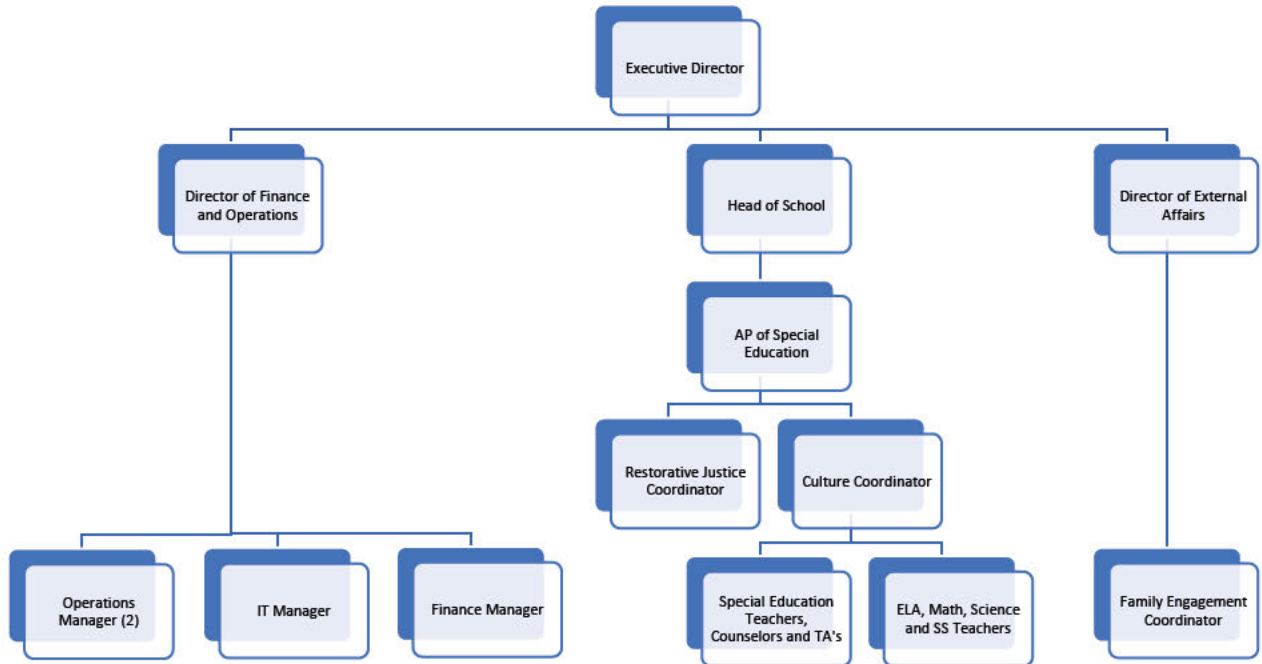 Executive Director
Director of Finance
and Operations
Head of School
Director of External
Affairs
AP of Special
Education
Restorative Justice
Coordinator
Culture Coordinator
Operations
Manager (2)
IT Manager
Finance Manager
Special Education
Teachers,
Counselors and TA's
ELA, Math, Science
and SS Teachers
Family Engagement
Coordinator